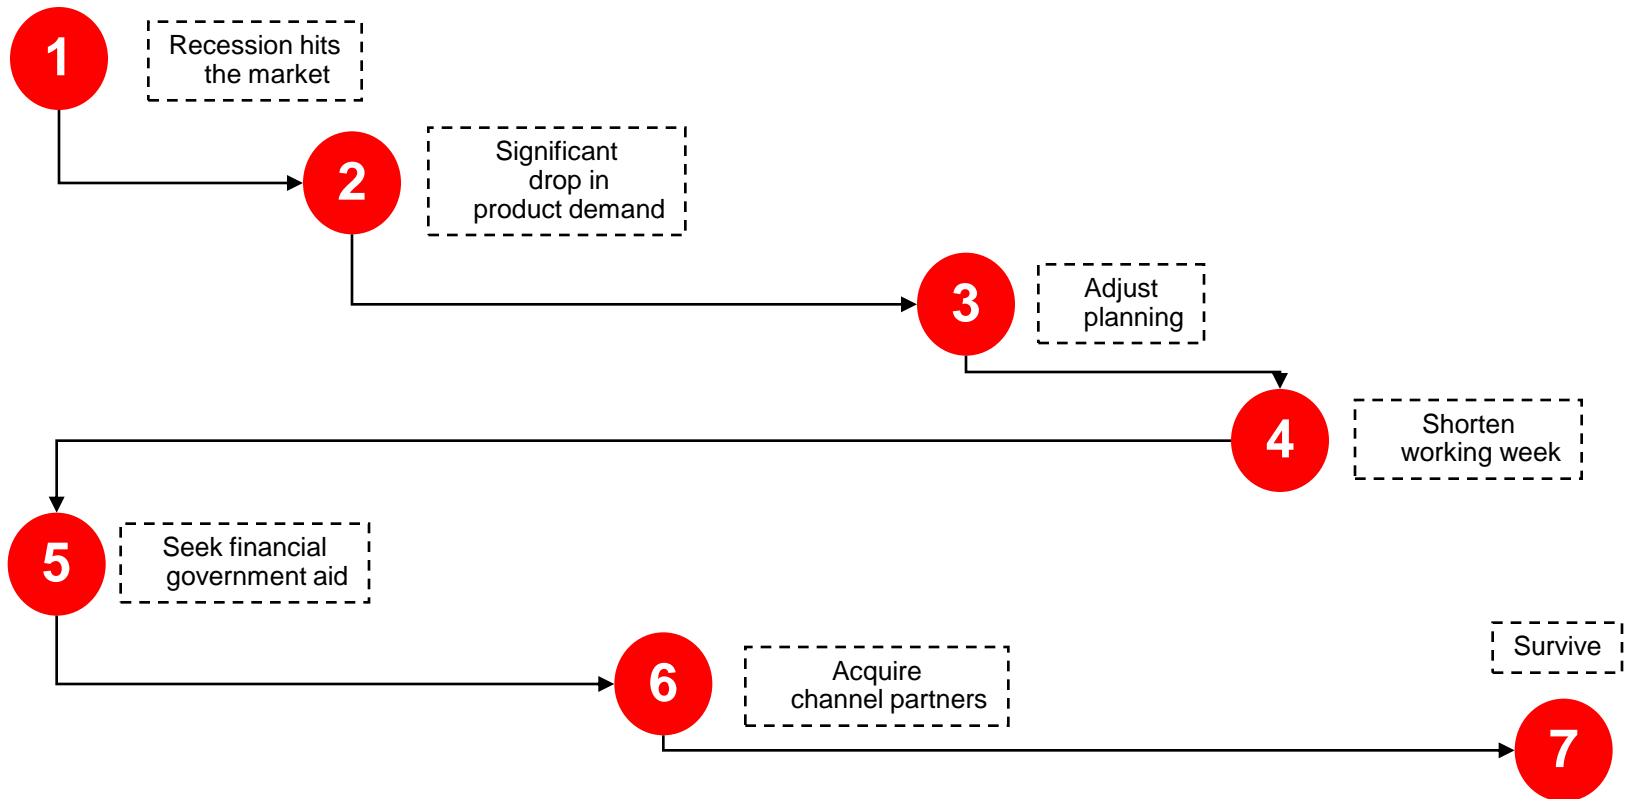 1
Recession hits
the market
2
Significant
drop in
product demand
3
Adjust
planning
4
Shorten
working week
5
Seek financial
government aid
6
Acquire
channel partners
Survive
7